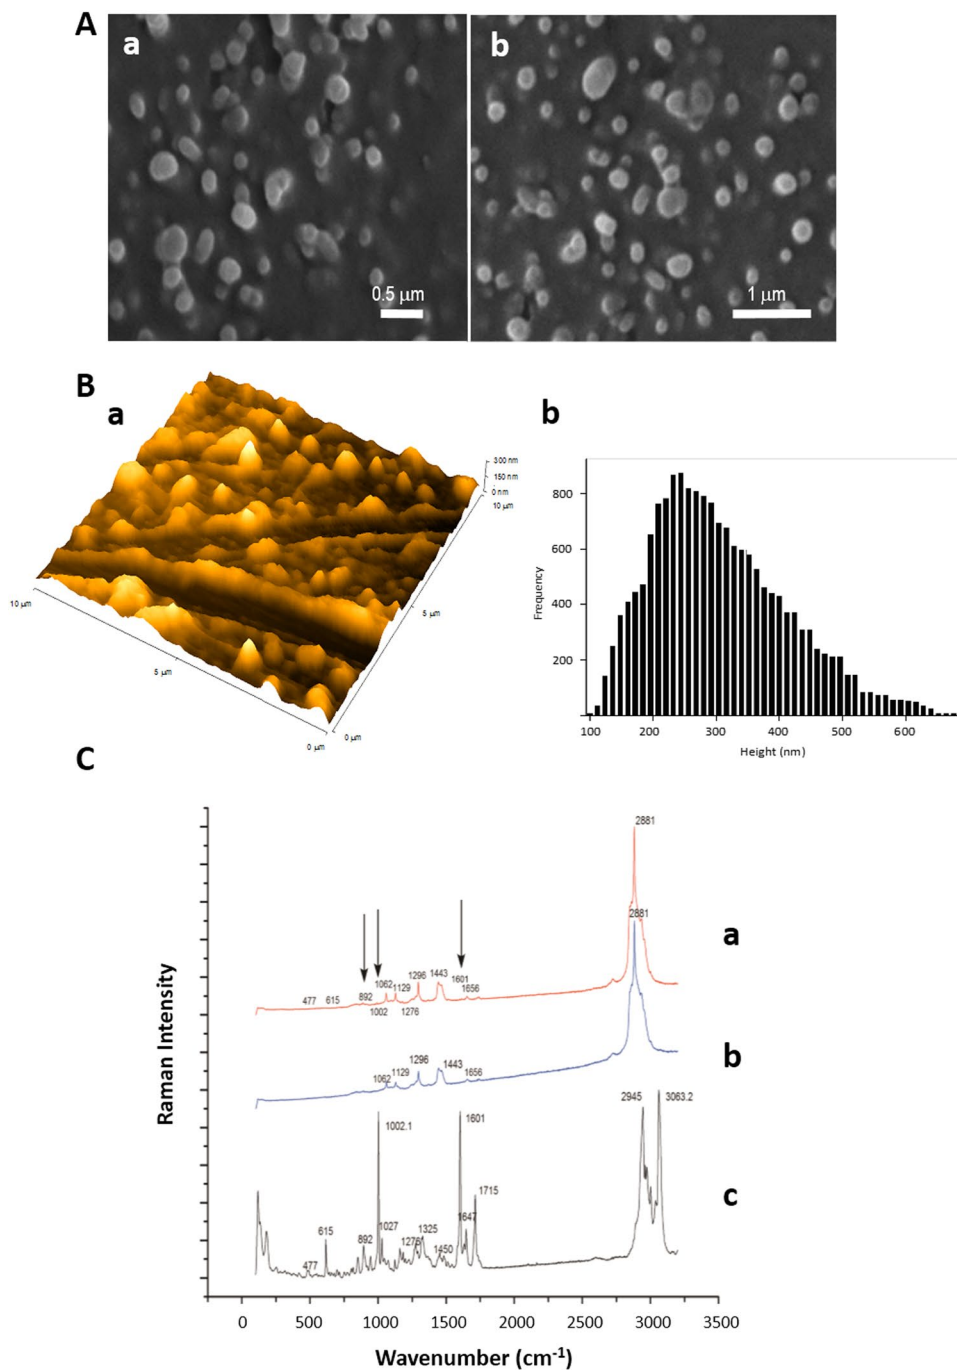 A
a
b
0.5 µm
1 µm
B
a
300 nm
150 nm
0 nm
10 µm
10 µm
5 µm
5 µm
0 µm
0 µm
b
800
600
400
200
Frequency
100 200 300 400 500 600
Height (nm)
C
2881
2881
a
1062 1129 1296 1443 1601
477 615 892 1656
1002 1276
b
1062 1129 1296 1443 1656
2945 3063.2
1002.1 1601
c
1715
615 1027 1325 1647
892 1276 1450
477
Raman Intensity
0 500 1000 1500 2000 2500 3000 3500
Wavenumber (cm⁻¹)